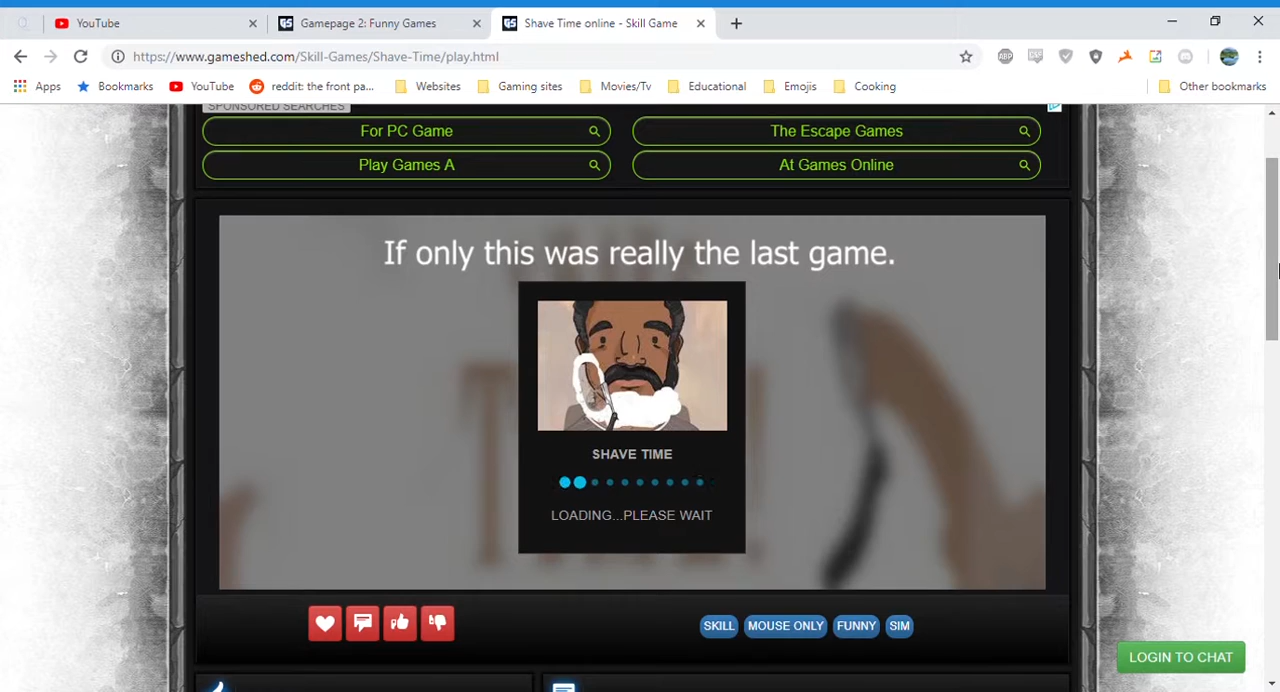 YouTube
Gamepage 2: Funny Games
Shave Time online - Skill Game
https://www.gameshed.com/Skill-Games/Shave-Time/play.html
ABP
Apps
Bookmarks
YouTube
reddit: the front pa...
Websites
Gaming sites
Movies/Tv
Educational
Emojis
Cooking
Other bookmarks
SPONSORED SEARCHES
For PC Game
The Escape Games
Play Games A
At Games Online
If only this was really the last game.
SHAVE TIME
LOADING...PLEASE WAIT
SKILL
MOUSE ONLY
FUNNY
SIM
LOGIN TO CHAT